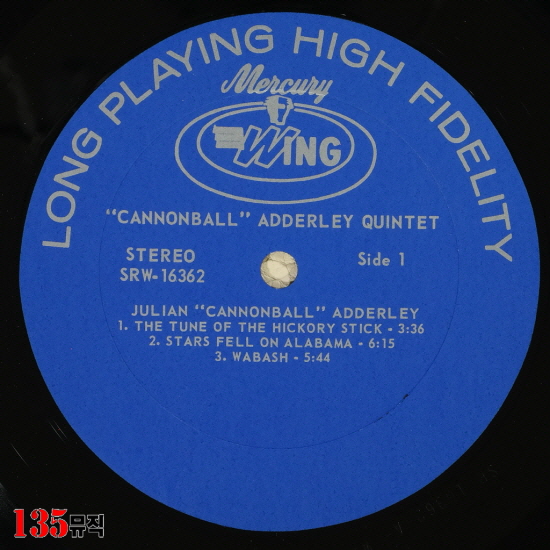 LONG PLAYING HIGH FIDELITY
Mercury
WING
"CANNONBALL" ADDERLEY QUINTET
STEREO
SRW-16362
Side 1
JULIAN "CANNONBALL" ADDERLEY
1. THE TUNE OF THE HICKORY STICK - 3:36
2. STARS FELL ON ALABAMA - 6:15
3. WABASH - 5:44
135뮤직